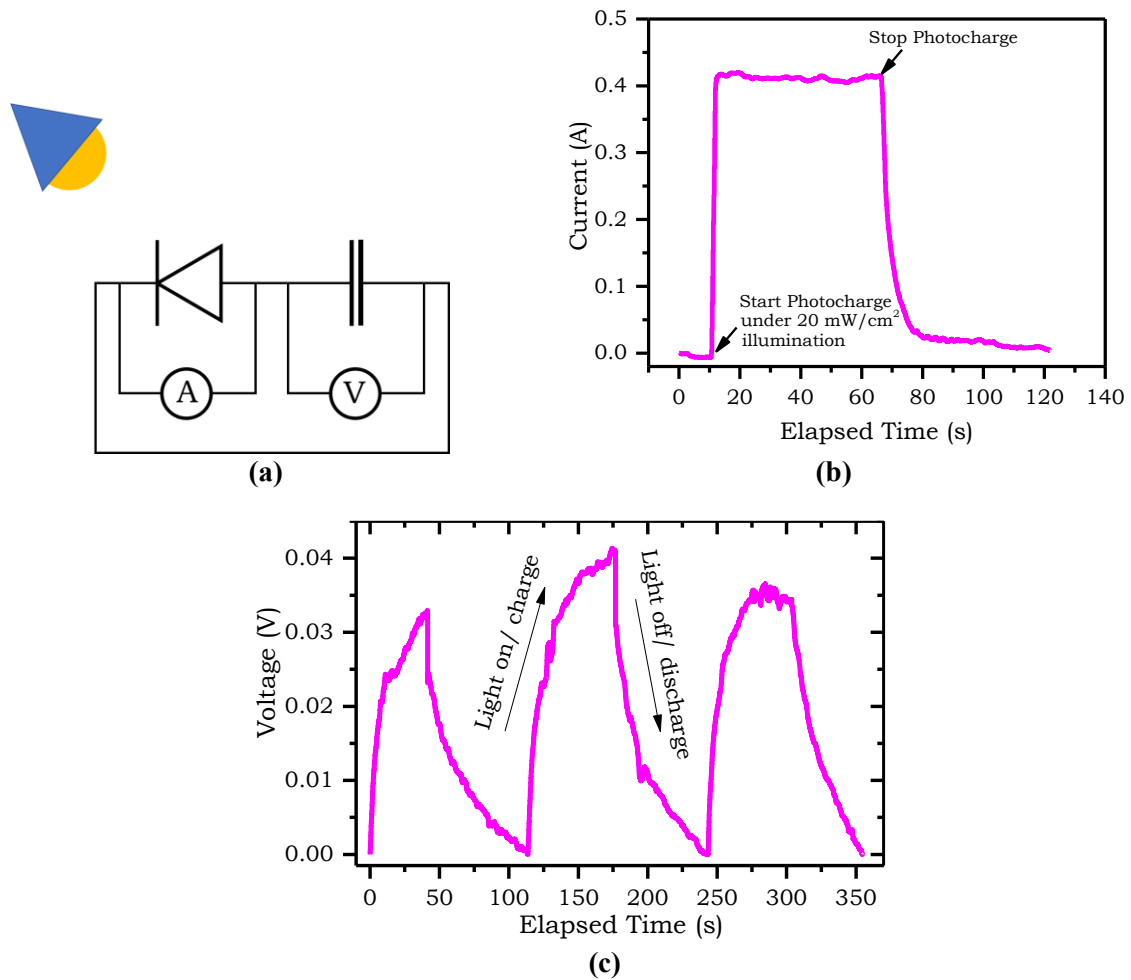 A
V
(a)
0.5
0.4
0.3
0.2
0.1
0.0
Current (A)
Stop Photocharge
Start Photocharge
under 20 mW/cm²
illumination
0 20 40 60 80 100 120 140
Elapsed Time (s)
(b)
0.04
0.03
0.02
0.01
0.00
Voltage (V)
Light on/ charge
Light off/ discharge
0 50 100 150 200 250 300 350
Elapsed Time (s)
(c)